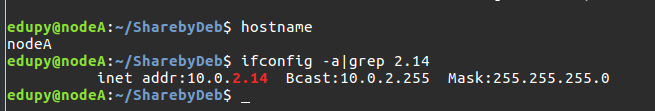 edupy@nodeA:~/SharebyDeb$ hostname
nodeA
edupy@nodeA:~/SharebyDeb$ ifconfig -a|grep 2.14
inet addr:10.0.2.14  Bcast:10.0.2.255  Mask:255.255.255.0
edupy@nodeA:~/SharebyDeb$ _